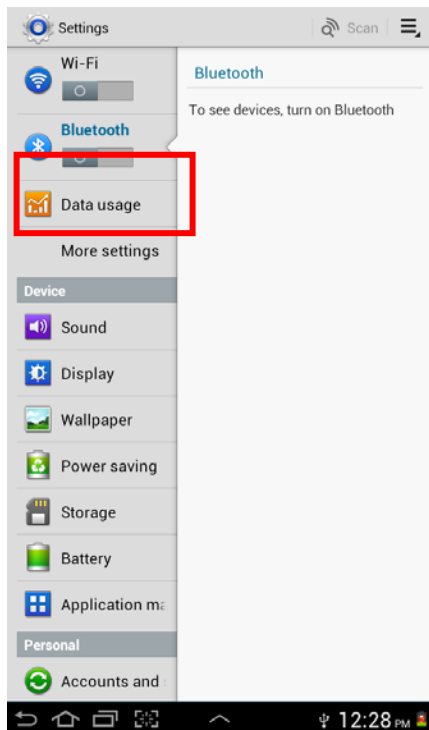 Settings
Scan
Wi-Fi
Bluetooth
Data usage
More settings
Device
Sound
Display
Wallpaper
Power saving
Storage
Battery
Application ma
Personal
Accounts and
Bluetooth
To see devices, turn on Bluetooth
12:28 PM